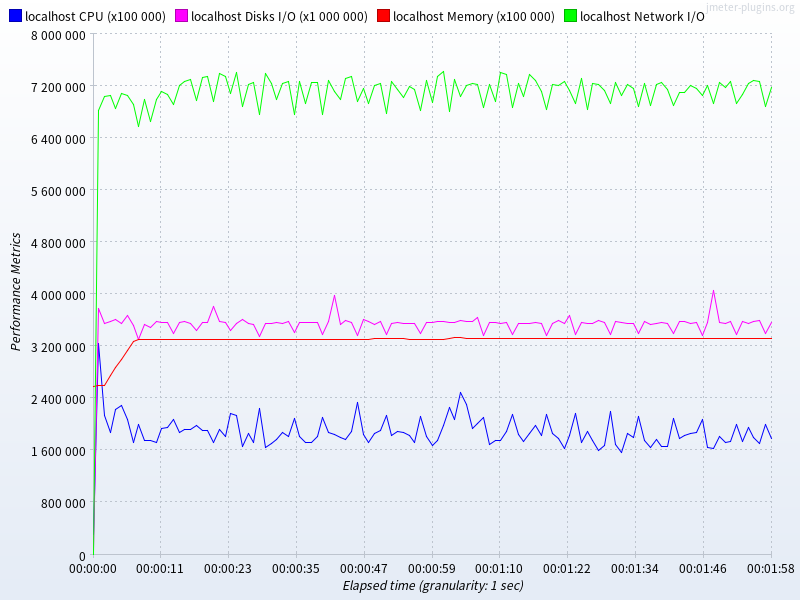 jmeter-plugins.org
localhost CPU (x100 000) localhost Disks I/O (x1 000 000) localhost Memory (x100 000) localhost Network I/O
8 000 000
7 200 000
6 400 000
5 600 000
4 800 000
4 000 000
3 200 000
2 400 000
1 600 000
800 000
0
Performance Metrics
00:00:00 00:00:11 00:00:23 00:00:35 00:00:47 00:00:59 00:01:10 00:01:22 00:01:34 00:01:46 00:01:58
Elapsed time (granularity: 1 sec)